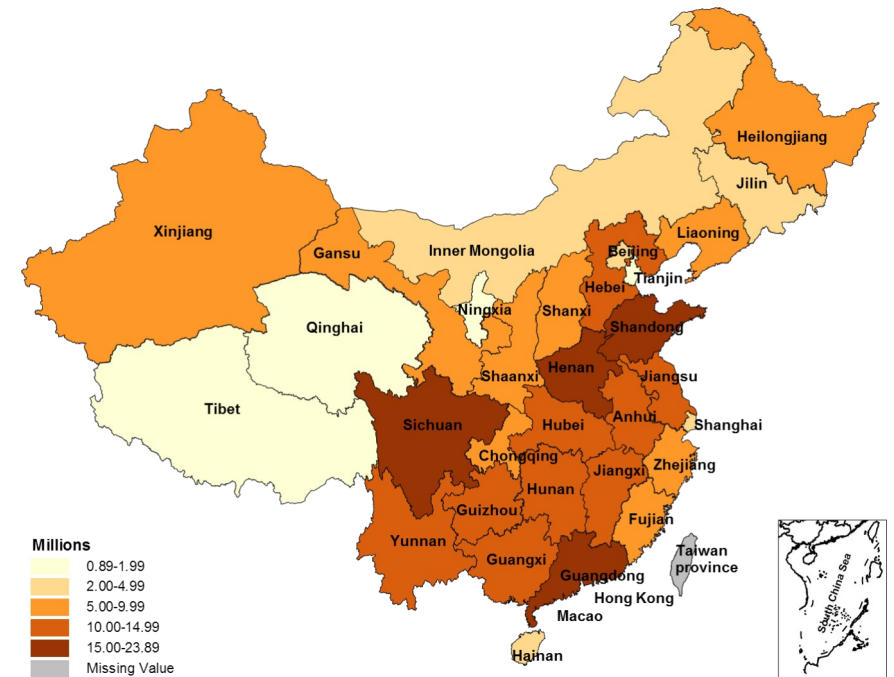 Heilongjiang
Jilin
Xinjiang
Liaoning
Gansu
Inner Mongolia
Beijing
Tianjin
Hebei
Ningxia
Shanxi
Qinghai
Shandong
Henan
Shaanxi
Jiangsu
Tibet
Anhui
Sichuan
Hubei
Shanghai
Chongqing
Zhejiang
Jiangxi
Hunan
Guizhou
Fujian
Yunnan
Guangxi
Taiwan
province
Guangdong
Hong Kong
Macao
Hainan
South China Sea
Millions
0.89-1.99
2.00-4.99
5.00-9.99
10.00-14.99
15.00-23.89
Missing Value